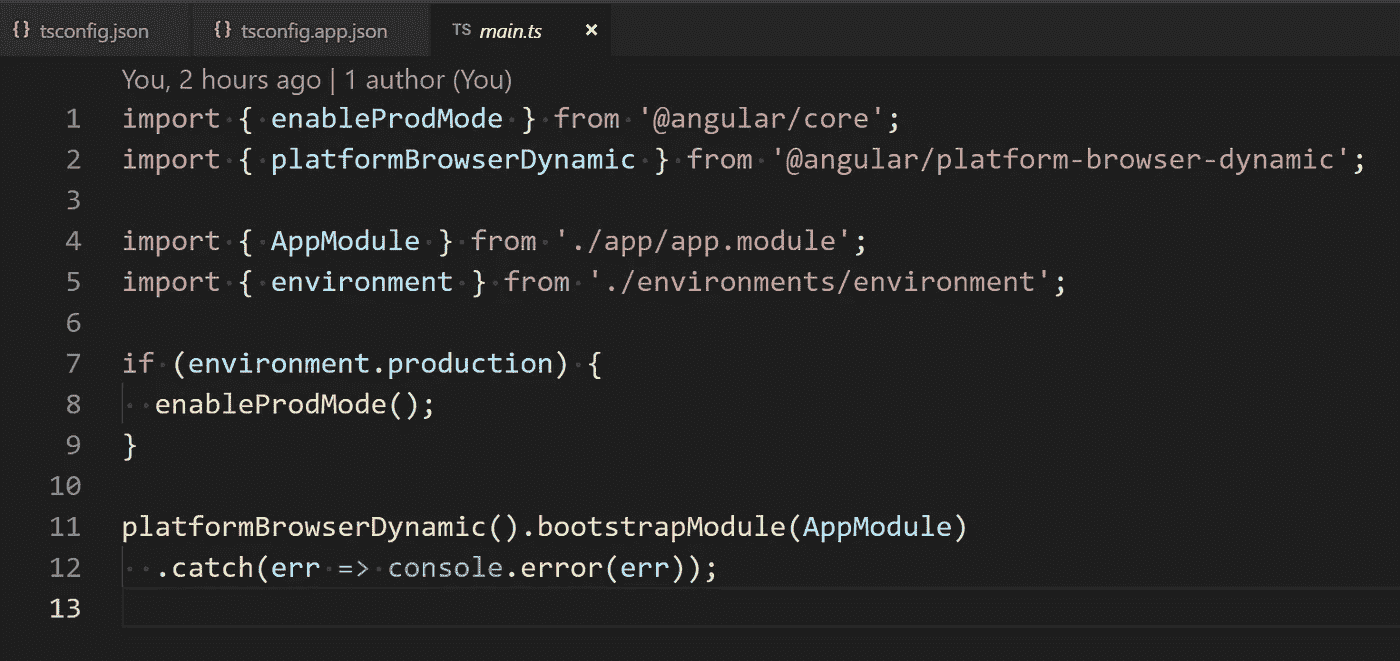 {} tsconfig.json {} tsconfig.app.json TS main.ts ×
You, 2 hours ago | 1 author (You)
1 import { enableProdMode } from '@angular/core';
2 import { platformBrowserDynamic } from '@angular/platform-browser-dynamic';
3
4 import { AppModule } from './app/app.module';
5 import { environment } from './environments/environment';
6
7 if (environment.production) {
8   enableProdMode();
9 }
10
11 platformBrowserDynamic().bootstrapModule(AppModule)
12   .catch(err => console.error(err));
13